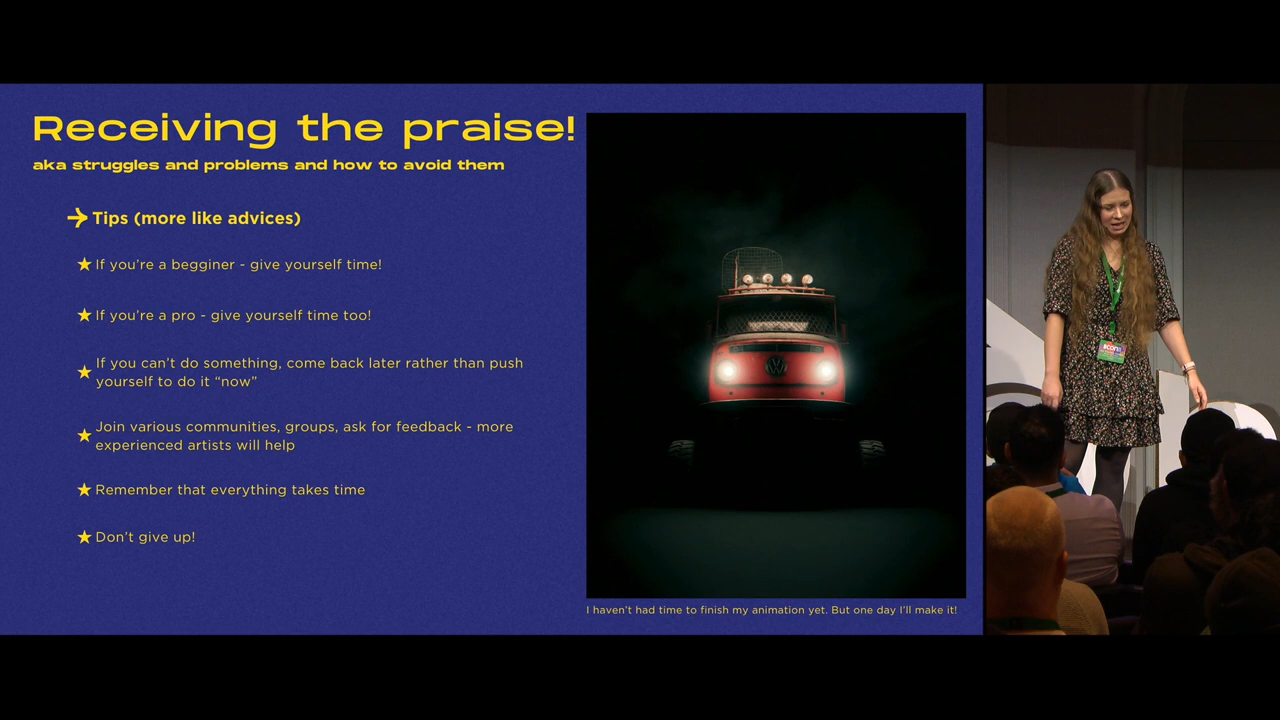 Receiving the praise!
aka struggles and problems and how to avoid them
Tips (more like advices)
If you're a begginer - give yourself time!
If you're a pro - give yourself time too!
If you can't do something, come back later rather than push
yourself to do it “now”
Join various communities, groups, ask for feedback - more
experienced artists will help
Remember that everything takes time
Don't give up!
I haven't had time to finish my animation yet. But one day I'll make it!